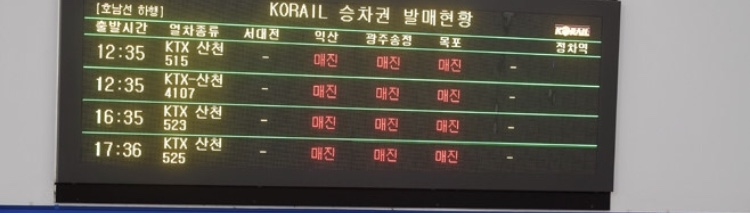 [호남선 하행] KORAIL 승차권 발매현황
KORAIL
출발시간 열차종류 서대전 익산 광주송정 목포 정차역
12:35 KTX 산천 515 - 매진 매진 매진 -
12:35 KTX-산천 4107 - 매진 매진 매진 -
16:35 KTX 산천 523 - 매진 매진 매진 -
17:36 KTX 산천 525 - 매진 매진 매진 -